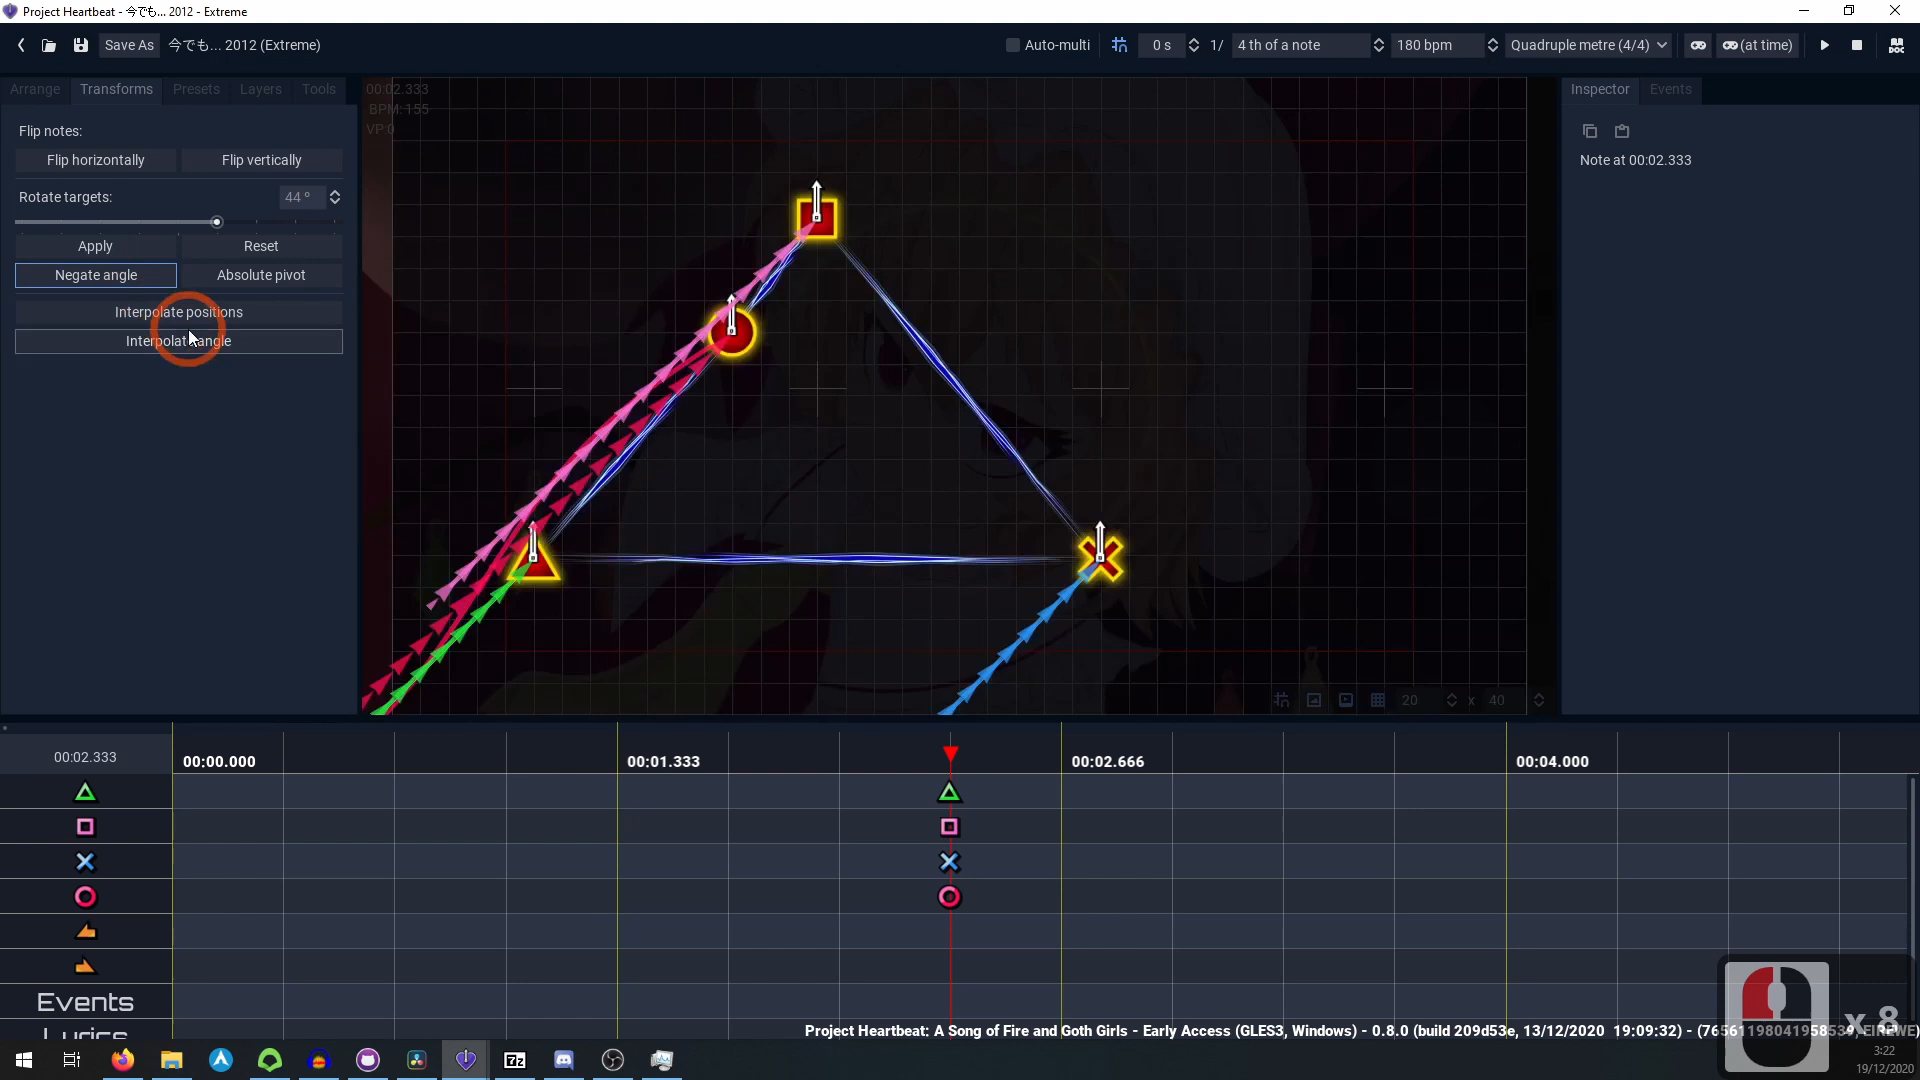 Project Heartbeat - 今でも... 2012 - Extreme
Save As 今でも... 2012 (Extreme)
Auto-multi 0 s 1/ 4 th of a note 180 bpm Quadruple metre (4/4) (at time) DOC
Arrange Transforms Presets Layers Tools
Flip notes:
Flip horizontally Flip vertically
Rotate targets: 44 °
Apply Reset
Negate angle Absolute pivot
Interpolate positions
Interpolate angle
00:02.333
BPM: 155
VP:0
20 x 40
Inspector Events
Note at 00:02.333
00:02.333 00:00.000 00:01.333 00:02.666 00:04.000
Events
Lyrics
Project Heartbeat: A Song of Fire and Goth Girls - Early Access (GLES3, Windows) - 0.8.0 (build 209d53e, 13/12/2020 19:09:32) - (76561198041958539, EIREWE)
x 8
7z
3:22
19/12/2020